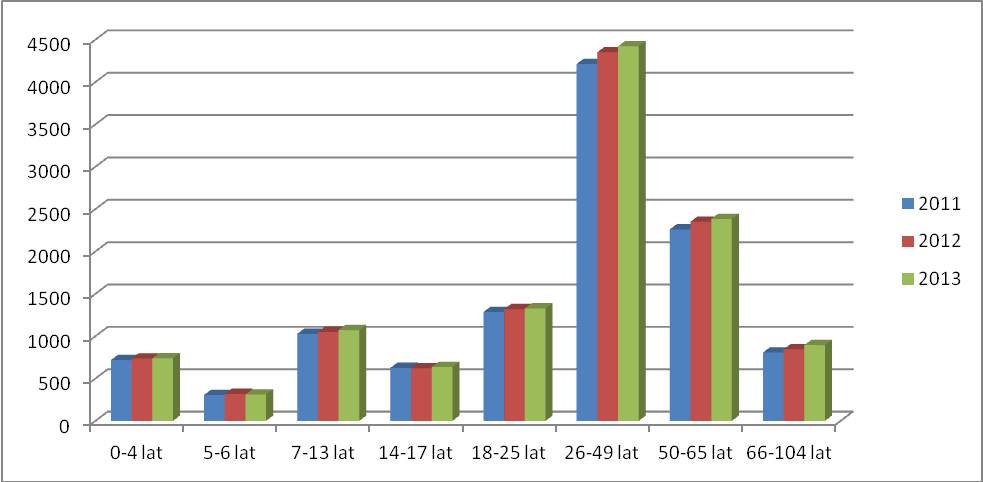 4500
4000
3500
3000
2500
2000
1500
1000
500
0
0-4 lat
5-6 lat
7-13 lat
14-17 lat
18-25 lat
26-49 lat
50-65 lat
66-104 lat
2011
2012
2013